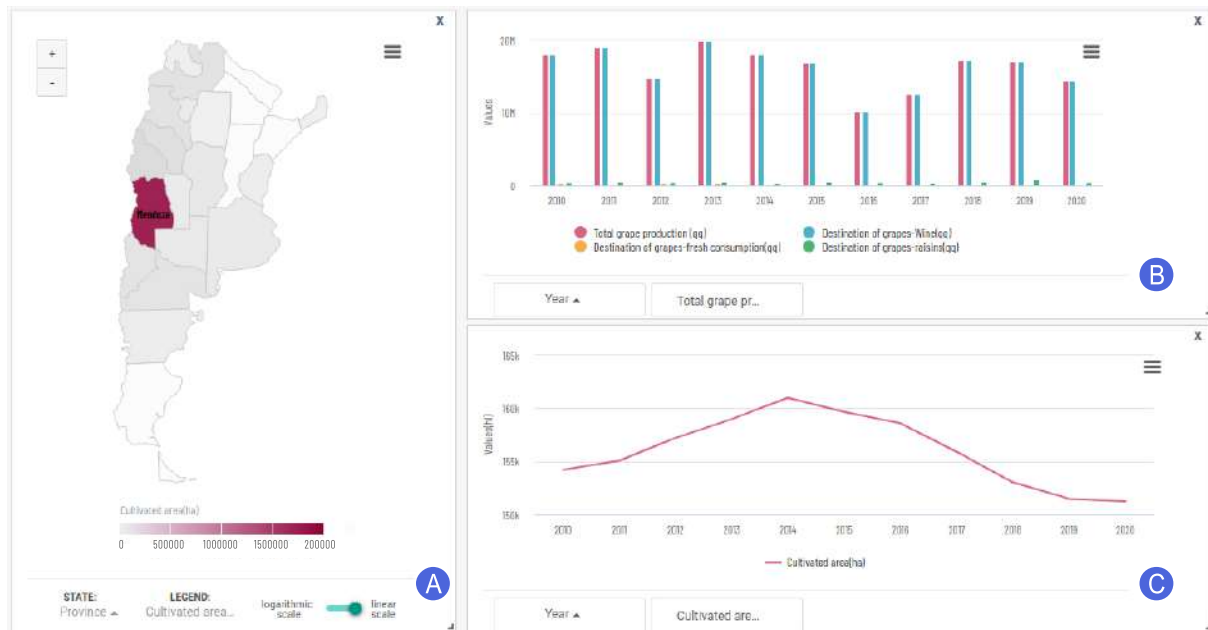 x
+
-
Mendoza
Cultivated area(ha)
0 500000 1000000 1500000 200000
STATE:
Province
LEGEND:
Cultivated area...
logarithmic scale
linear scale
A
x
20M
10M
0
Values
2010 2011 2012 2013 2014 2015 2016 2017 2018 2019 2020
Total grape production(qq)
Destination of grapes-Wine(qq)
Destination of grapes-fresh consumption(qq)
Destination of grapes-raisins(qq)
B
Year
Total grape pr...
x
165k
160k
155k
150k
2010 2011 2012 2013 2014 2015 2016 2017 2018 2019 2020
Cultivated area(ha)
C
Year
Cultivated are...